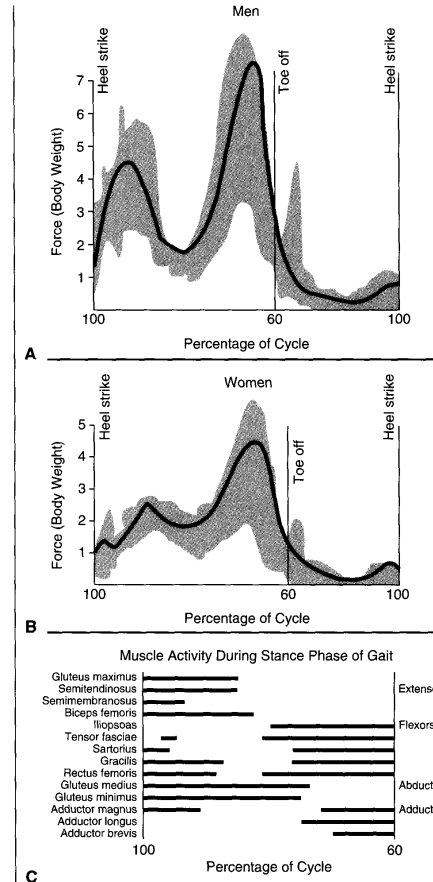 Men
Heel strike
Toe off
Heel strike
Force (Body Weight)
7
6
5
4
3
2
1
100
60
100
Percentage of Cycle
A
Women
Heel strike
Toe off
Heel strike
Force (Body Weight)
5
4
3
2
1
100
60
100
Percentage of Cycle
B
Muscle Activity During Stance Phase of Gait
Gluteus maximus
Semitendinosus
Extense
Semimembranosus
Biceps femoris
Iliopsoas
Flexors
Tensor fasciae
Sartorius
Gracilis
Rectus femoris
Gluteus medius
Abduct
Gluteus minimus
Adductor magnus
Adduct
Adductor longus
Adductor brevis
100
60
Percentage of Cycle
C